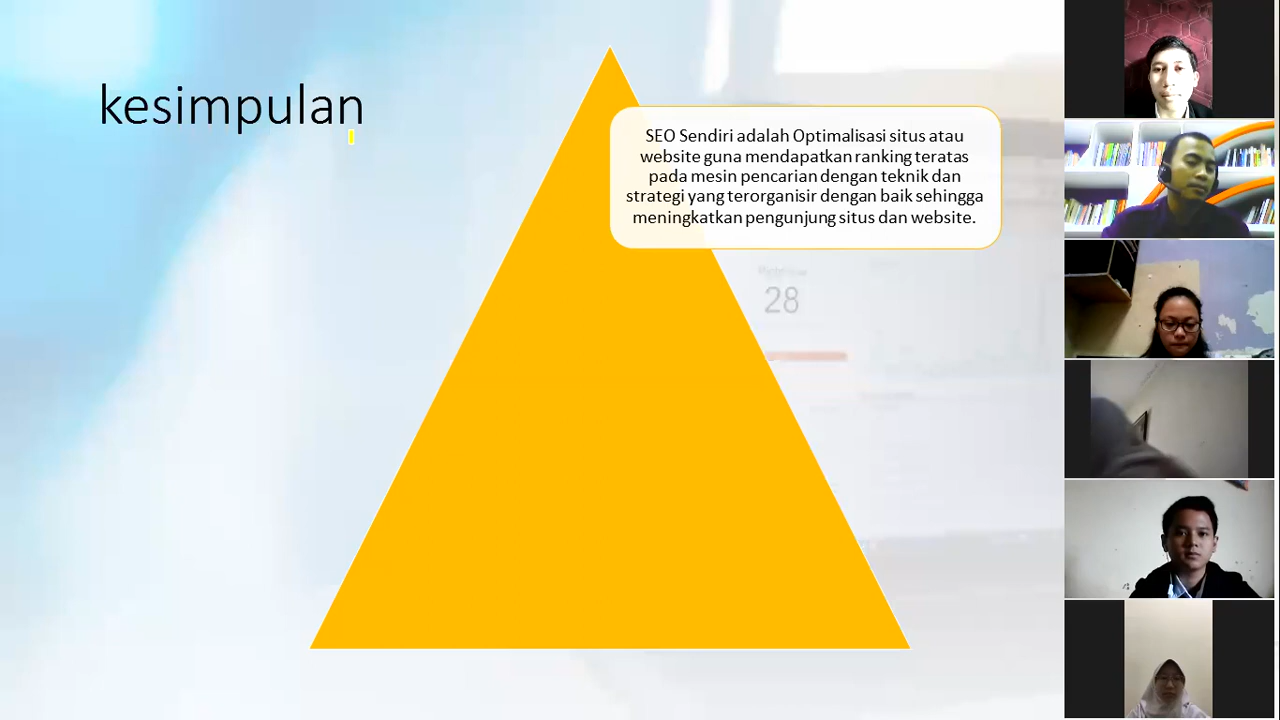 kesimpulan
SEO Sendiri adalah Optimalisasi situs atau
website guna mendapatkan ranking teratas
pada mesin pencarian dengan teknik dan
strategi yang terorganisir dengan baik sehingga
meningkatkan pengunjung situs dan website.
28